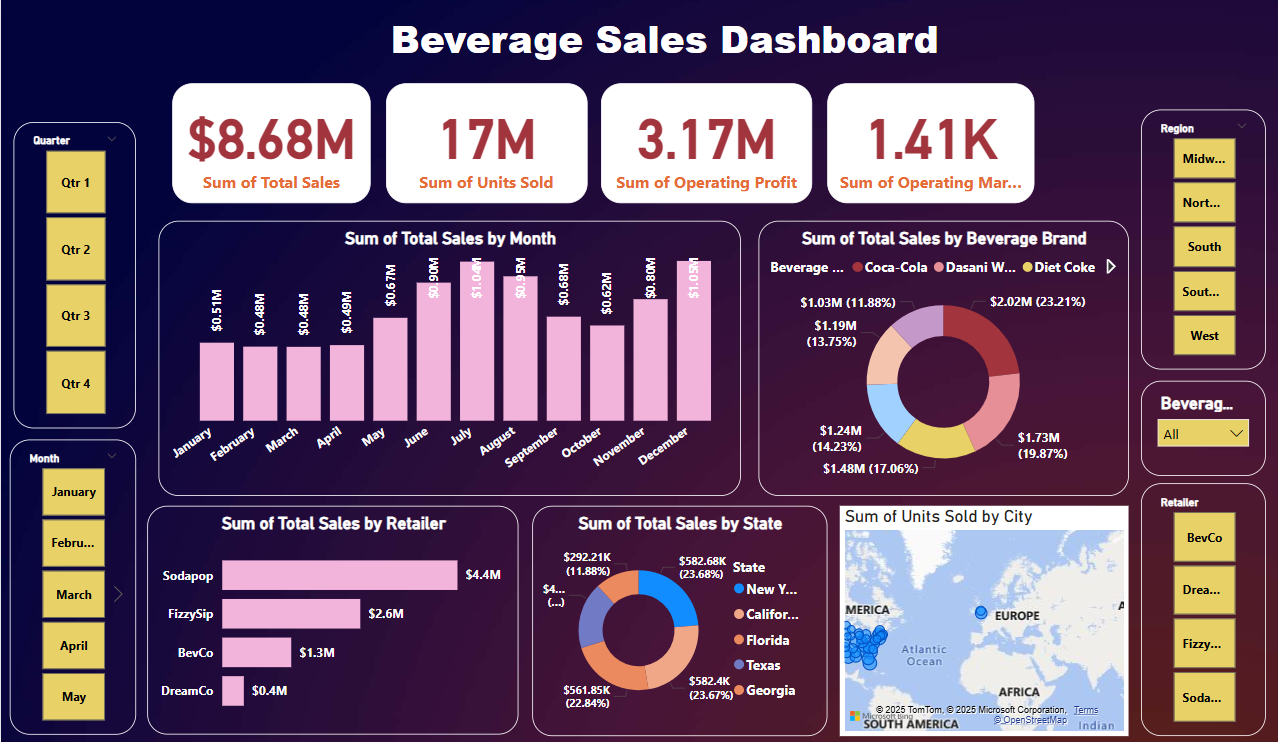 Beverage Sales Dashboard
$8.68M
Sum of Total Sales
17M
Sum of Units Sold
3.17M
Sum of Operating Profit
1.41K
Sum of Operating Mar...
Quarter
Qtr 1
Qtr 2
Qtr 3
Qtr 4
Month
January
Febru...
March
April
May
Sum of Total Sales by Month
$0.51M
$0.48M
$0.48M
$0.49M
$0.67M
$0.90M
$1.04M
$0.95M
$0.68M
$0.62M
$0.80M
$1.05M
January
February
March
April
May
June
July
August
September
October
November
December
Sum of Total Sales by Beverage Brand
Beverage ... Coca-Cola Dasani W... Diet Coke
$2.02M (23.21%)
$1.73M
(19.87%)
$1.48M (17.06%)
$1.24M
(14.23%)
$1.19M
(13.75%)
$1.03M (11.88%)
Sum of Total Sales by Retailer
Sodapop $4.4M
FizzySip $2.6M
BevCo $1.3M
DreamCo $0.4M
Sum of Total Sales by State
$582.68K
(23.68%)
$582.4K
(23.67%)
$561.85K
(22.84%)
$4...
(...)
$292.21K
(11.88%)
State
New Y...
Califor...
Florida
Texas
Georgia
Sum of Units Sold by City
MERICA
EUROPE
A
Atlantic
Ocean
AFRICA
© 2025 TomTom, © 2025 Microsoft Corporation, Terms
© OpenStreetMap
Microsoft Bing
SOUTH AMERICA
Indian
Region
Midw...
Nort...
South
Sout...
West
Beverag...
All
Retailer
BevCo
Drea...
Fizzy...
Soda...